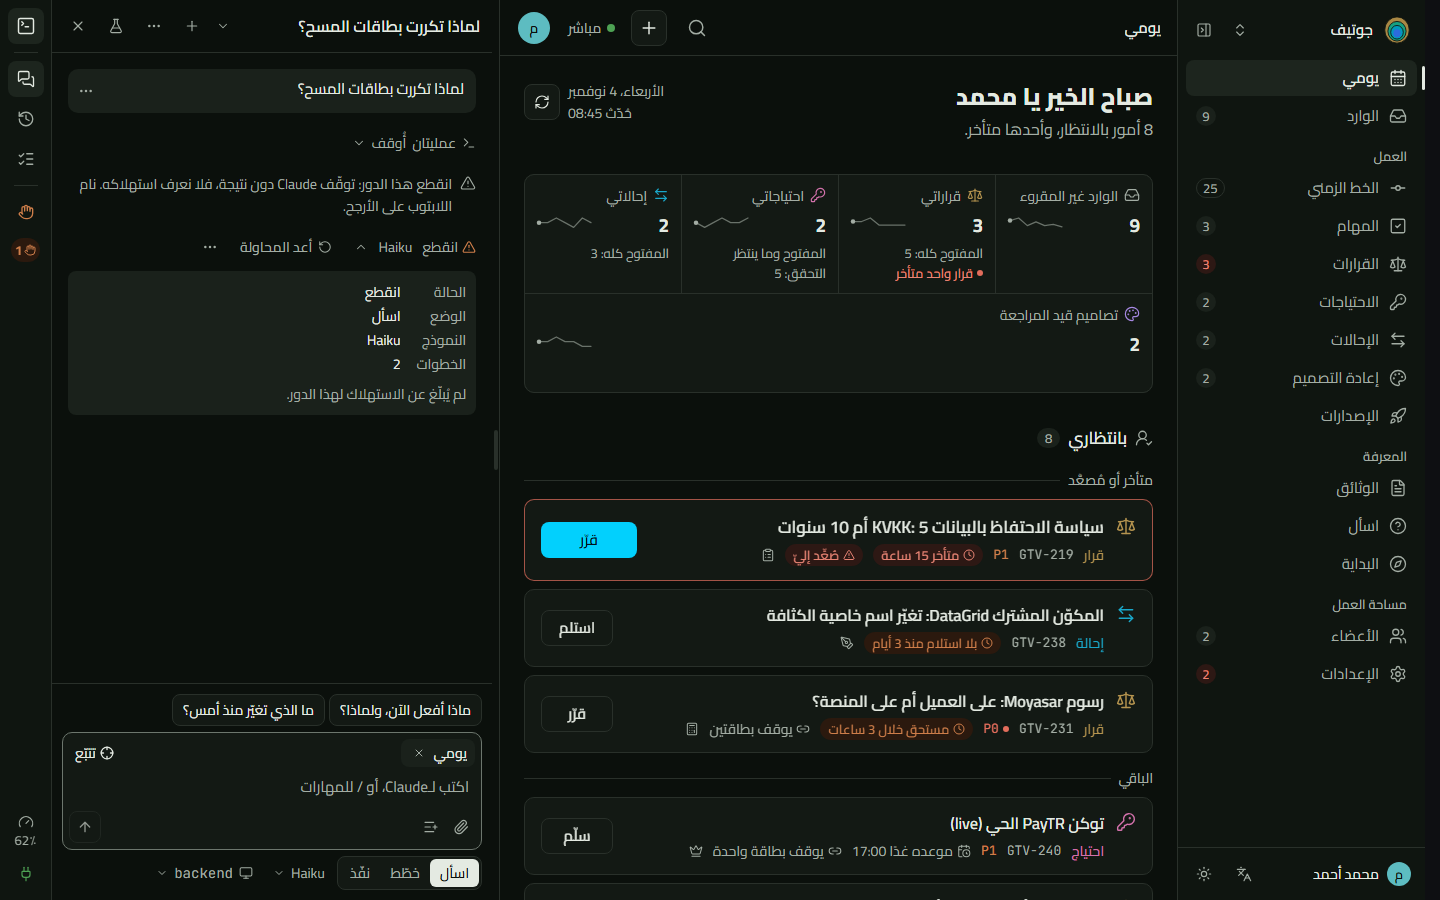 جوتيف
يومي
الوارد 9
العمل
الخط الزمني 25
المهام 3
القرارات 3
الاحتياجات 2
الإحالات 2
إعادة التصميم 2
الإصدارات
المعرفة
الوثائق
اسأل
البداية
مساحة العمل
الأعضاء 2
الإعدادات 2
م محمد أحمد
يومي
مباشر
م
صباح الخير يا محمد
8 أمور بالانتظار، وأحدها متأخر.
الأربعاء، 4 نوفمبر
حُدّث 08:45
الوارد غير المقروء
9
قراراتي
3
المفتوح كله: 5
قرار واحد متأخر
احتياجاتي
2
المفتوح وما ينتظر
التحقق: 5
إحالاتي
2
المفتوح كله: 3
تصاميم قيد المراجعة
2
بانتظاري 8
متأخر أو مُصعَّد
سياسة الاحتفاظ بالبيانات KVKK: 5 أم 10 سنوات
قرار GTV-219 P1 متأخر 15 ساعة صُعِّد إليّ
قرّر
المكوّن المشترك DataGrid: تغيّر اسم خاصية الكثافة
إحالة GTV-238 بلا استلام منذ 3 أيام
استلم
رسوم Moyasar: على العميل أم على المنصة؟
قرار GTV-231 P0 مستحق خلال 3 ساعات يوقف بطاقتين
قرّر
الباقي
توكن PayTR الحي (live)
احتياج GTV-240 P1 موعده غدًا 17:00 يوقف بطاقة واحدة
سلّم
لماذا تكررت بطاقات المسح؟
لماذا تكررت بطاقات المسح؟
عمليتان أُوقف
انقطع هذا الدور: توقّف Claude دون نتيجة، فلا نعرف استهلاكه. نام
اللابتوب على الأرجح.
انقطع Haiku أعد المحاولة
الحالة انقطع
الوضع اسأل
النموذج Haiku
الخطوات 2
لم يُبلّغ عن الاستهلاك لهذا الدور.
ماذا أفعل الآن، ولماذا؟
ما الذي تغيّر منذ أمس؟
يومي
تتبّع
اكتب لـClaude، أو / للمهارات
اسأل خطّط نفّذ Haiku backend
1
62٪